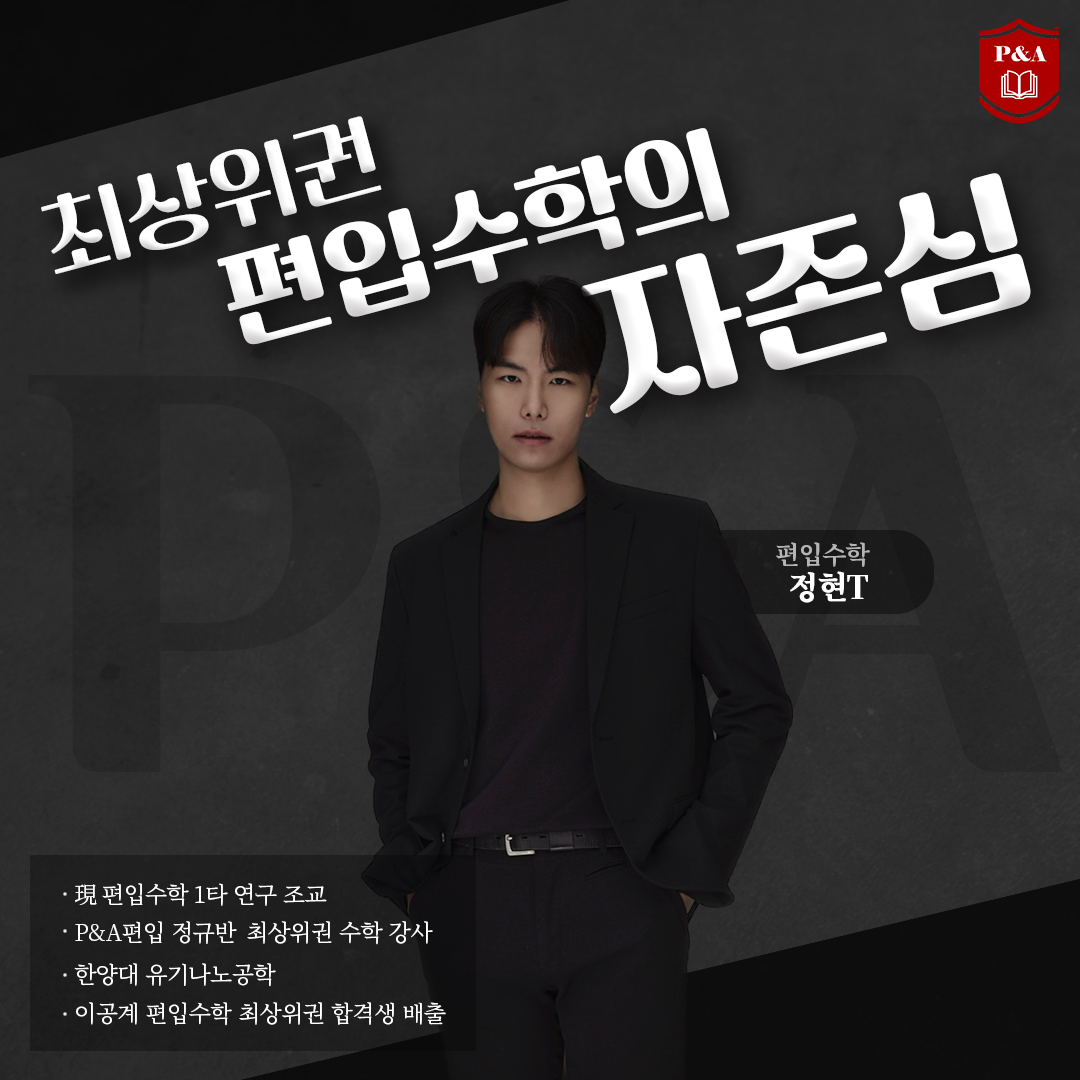 P&A
최상위권
편입수학의
자존심
P&A
편입수학
정현T
· 現 편입수학 1타 연구 조교
· P&A편입 정규반 최상위권 수학 강사
· 한양대 유기나노공학
· 이공계 편입수학 최상위권 합격생 배출